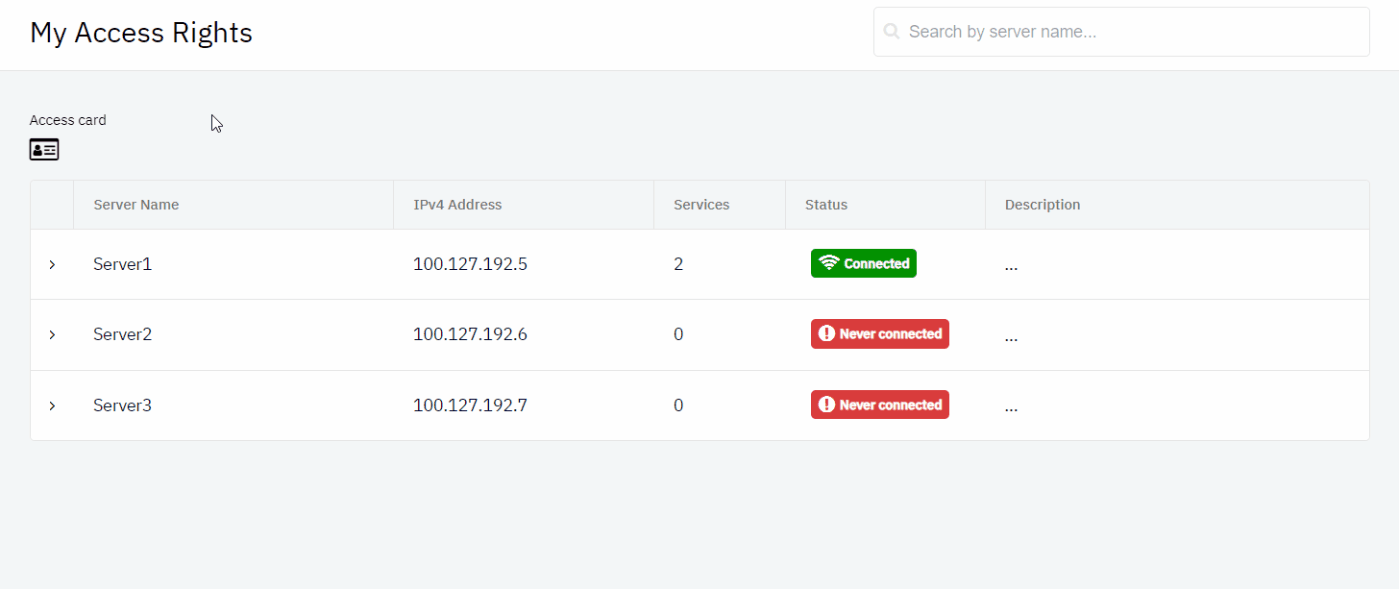 My Access Rights
Search by server name...
Access card
Server Name IPv4 Address Services Status Description
Server1 100.127.192.5 2 Connected ...
Server2 100.127.192.6 0 Never connected ...
Server3 100.127.192.7 0 Never connected ...